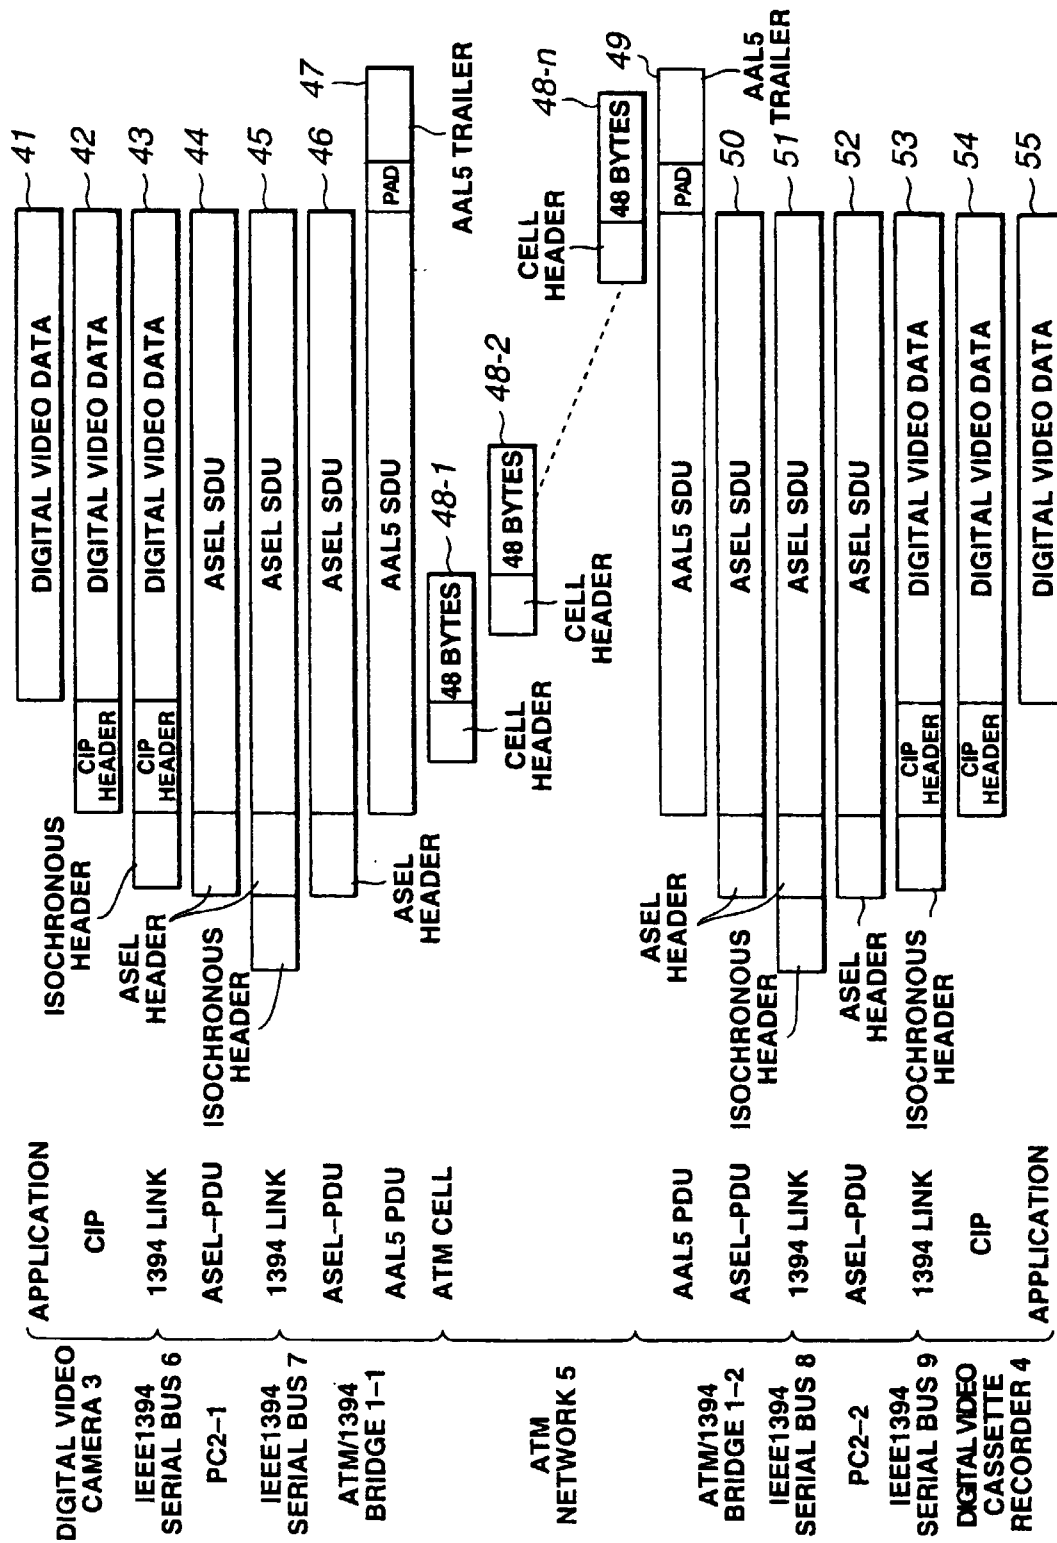 DIGITAL VIDEO
CAMERA 3
IEEE1394
SERIAL BUS 6
PC2–1
IEEE1394
SERIAL BUS 7
ATM/1394
BRIDGE 1–1
ATM
NETWORK 5
ATM/1394
BRIDGE 1–2
IEEE1394
SERIAL BUS 8
PC2–2
IEEE1394
SERIAL BUS 9
DIGITAL VIDEO
CASSETTE
RECORDER 4
APPLICATION
CIP
1394 LINK
ASEL–PDU
1394 LINK
ASEL–PDU
AAL5 PDU
ATM CELL
AAL5 PDU
ASEL–PDU
1394 LINK
ASEL–PDU
1394 LINK
CIP
APPLICATION
DIGITAL VIDEO DATA
41
CIP
HEADER
DIGITAL VIDEO DATA
42
ISOCHRONOUS
HEADER
CIP
HEADER
DIGITAL VIDEO DATA
43
ASEL
HEADER
ASEL SDU
44
ISOCHRONOUS
HEADER
ASEL SDU
45
ASEL SDU
46
ASEL
HEADER
AAL5 SDU
PAD
47
AAL5 TRAILER
48 BYTES
48-1
CELL
HEADER
48 BYTES
48-2
CELL
HEADER
CELL
HEADER
48 BYTES
48-n
AAL5 SDU
PAD
49
AAL5
TRAILER
ASEL
HEADER
ASEL SDU
50
ISOCHRONOUS
HEADER
ASEL SDU
51
ASEL
HEADER
ASEL SDU
52
ISOCHRONOUS
HEADER
CIP
HEADER
DIGITAL VIDEO DATA
53
CIP
HEADER
DIGITAL VIDEO DATA
54
DIGITAL VIDEO DATA
55